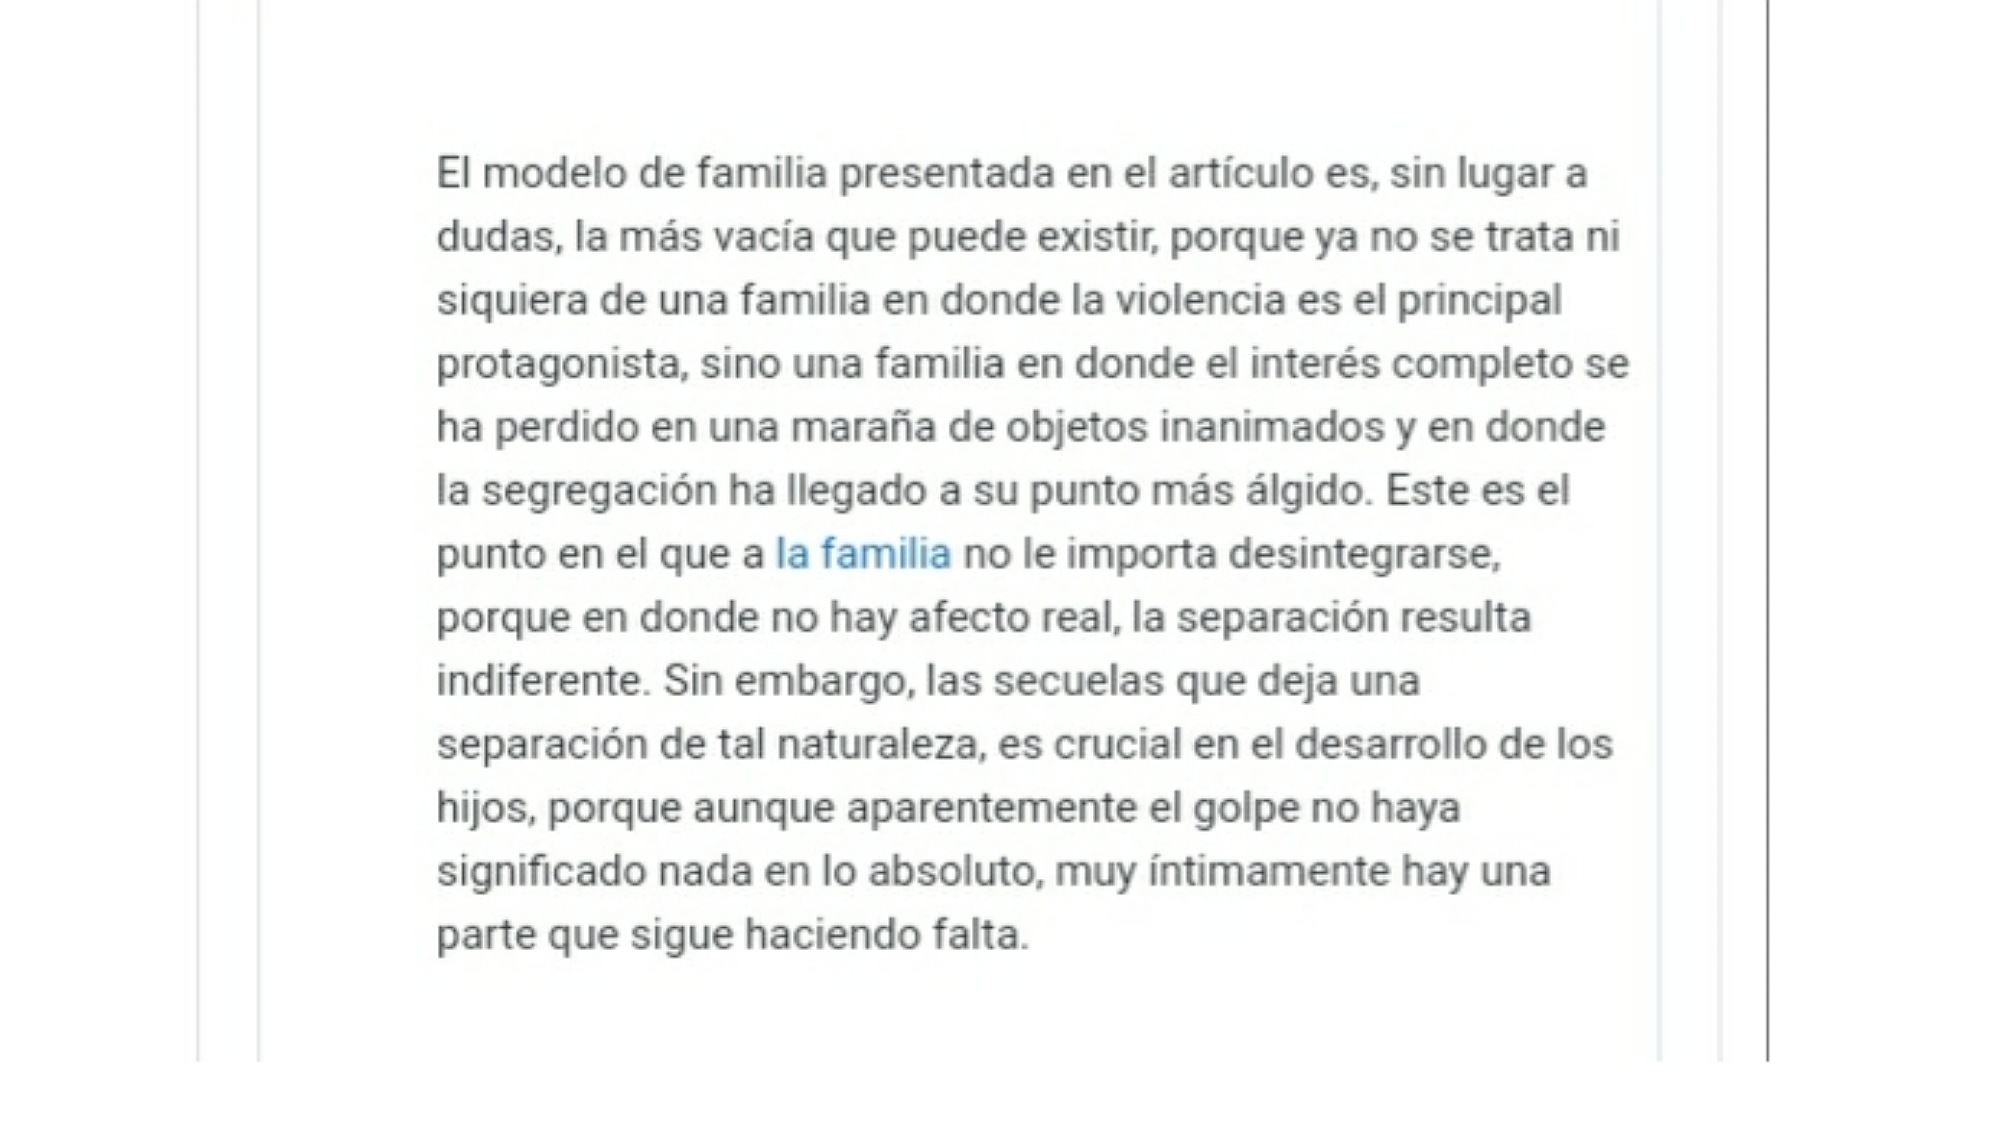 El modelo de familia presentada en el artículo es, sin lugar a
dudas, la más vacía que puede existir, porque ya no se trata ni
siquiera de una familia en donde la violencia es el principal
protagonista, sino una familia en donde el interés completo se
ha perdido en una maraña de objetos inanimados y en donde
la segregación ha llegado a su punto más álgido. Este es el
punto en el que a la familia no le importa desintegrarse,
porque en donde no hay afecto real, la separación resulta
indiferente. Sin embargo, las secuelas que deja una
separación de tal naturaleza, es crucial en el desarrollo de los
hijos, porque aunque aparentemente el golpe no haya
significado nada en lo absoluto, muy íntimamente hay una
parte que sigue haciendo falta.